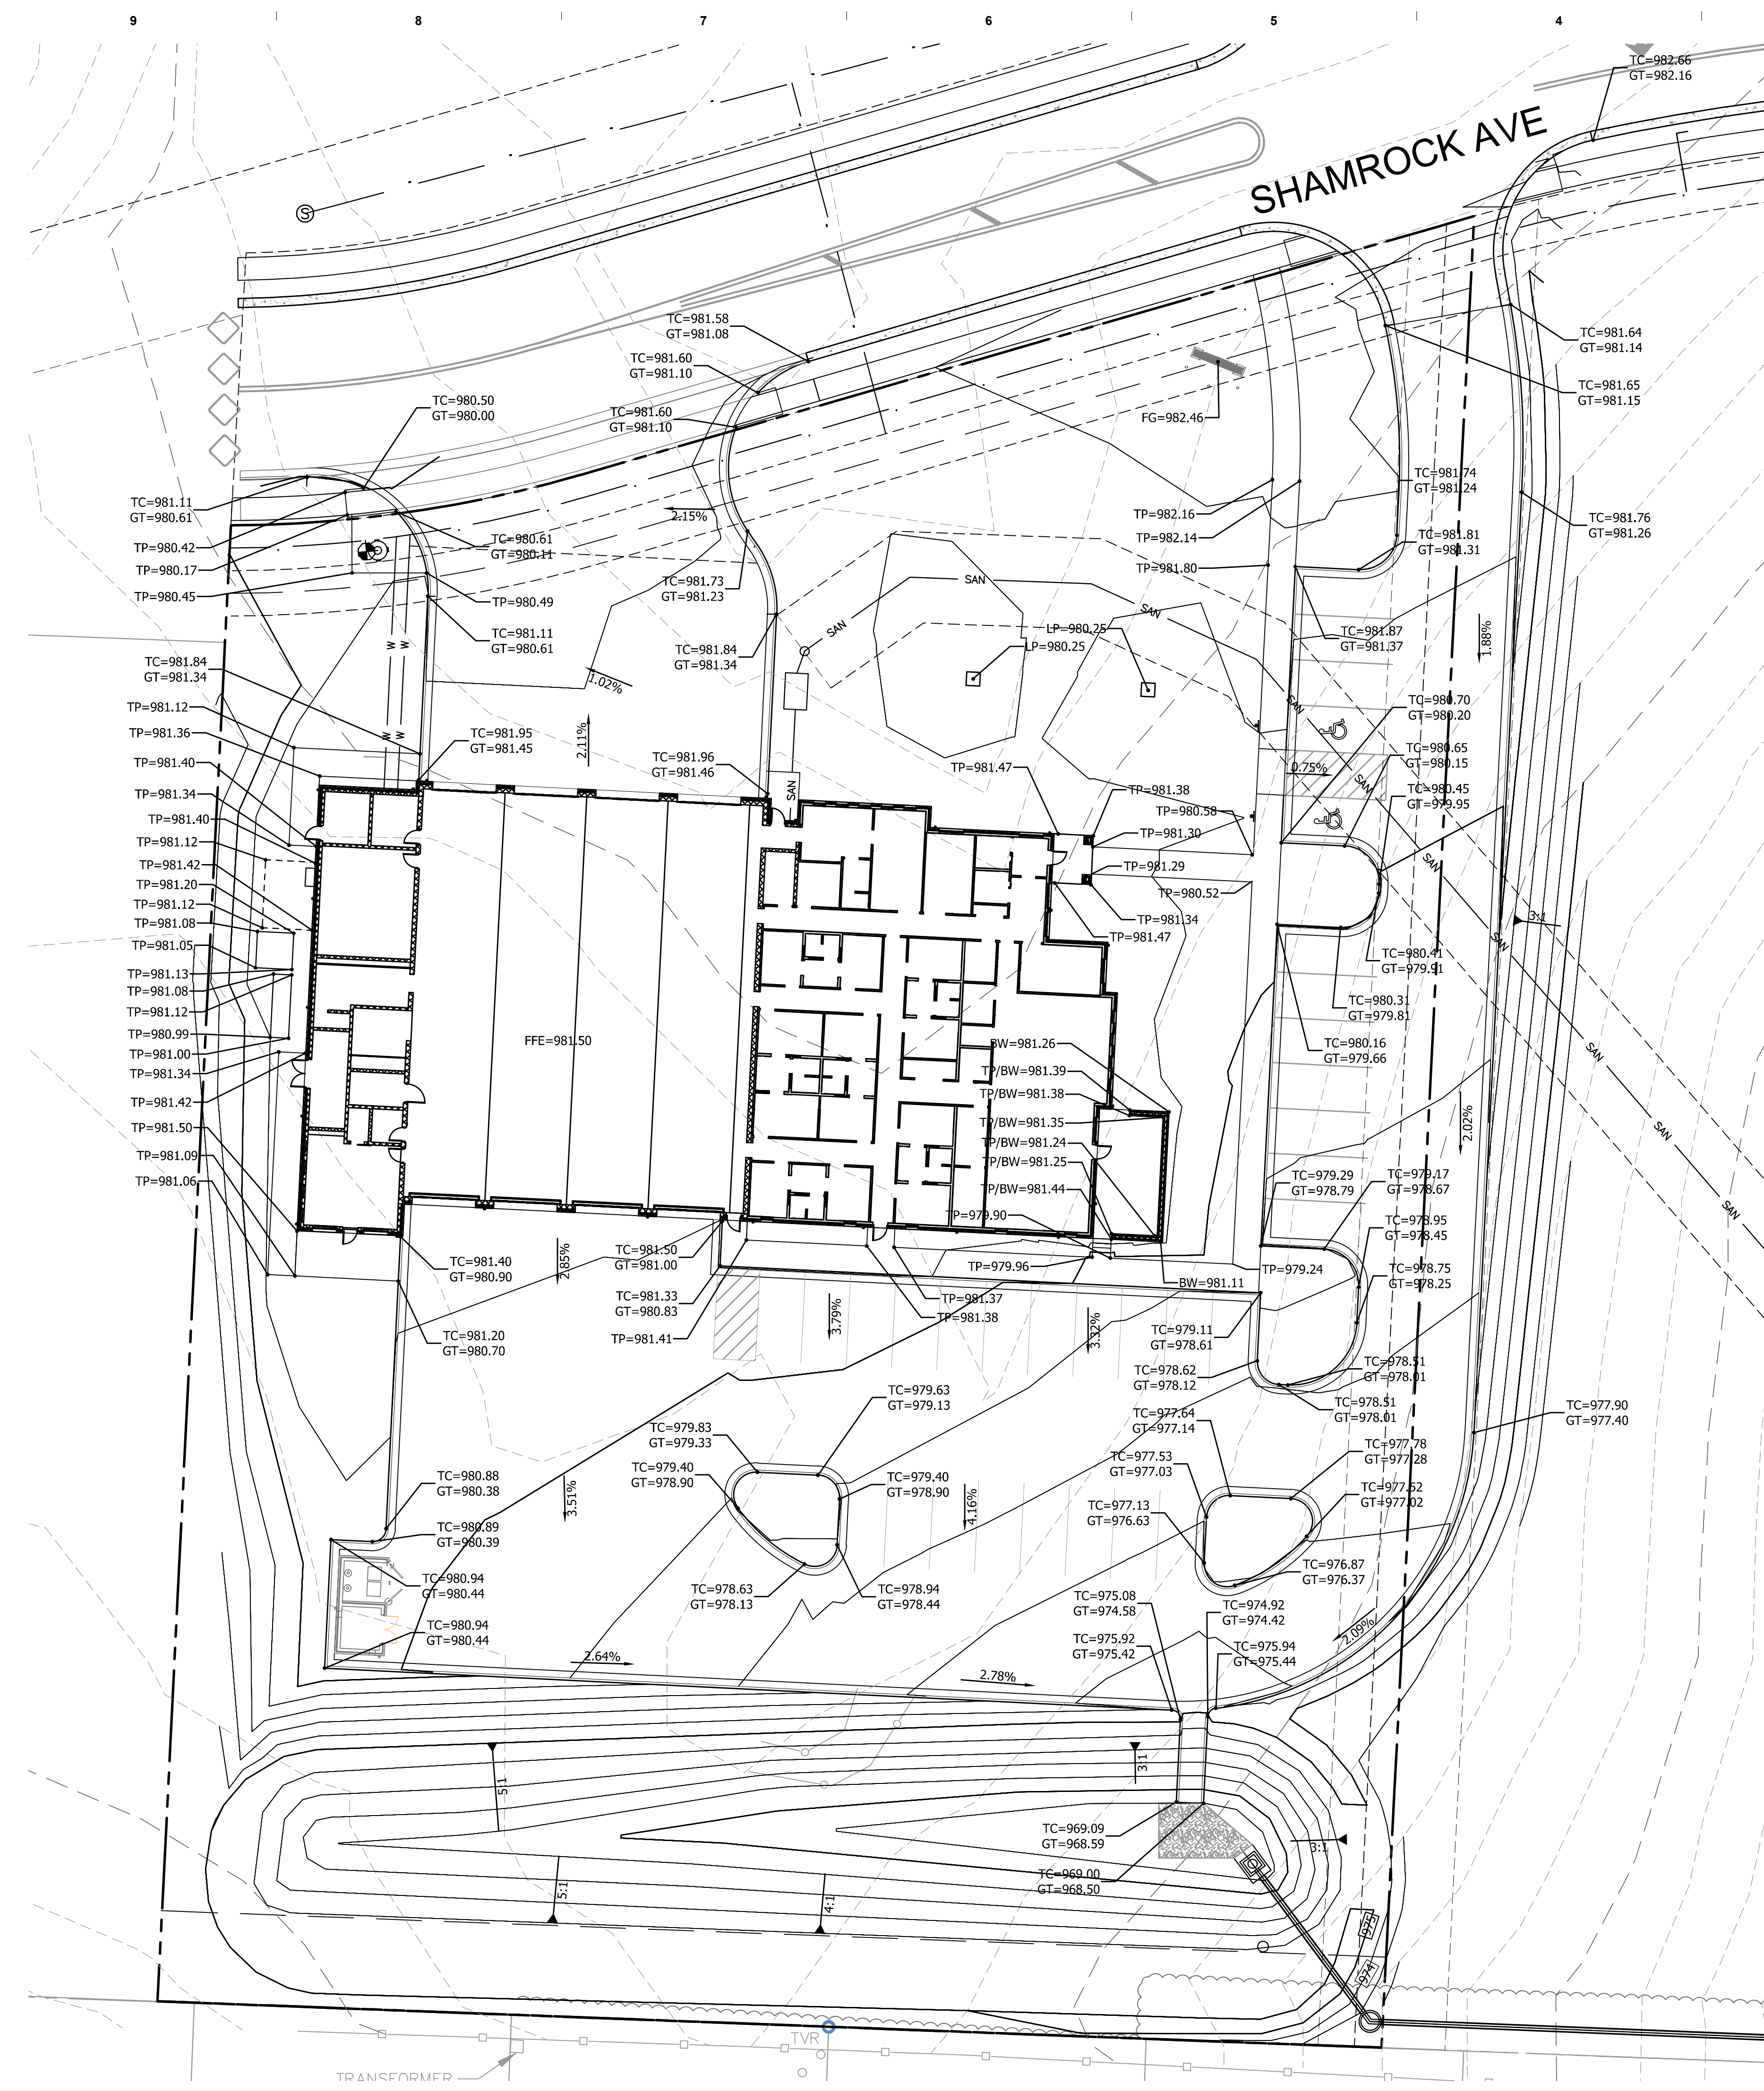 9 8 7 6 5 4
TC=982.66
GT=982.16
SHAMROCK AVE
S
TC=981.58
GT=981.08
TC=981.64
GT=981.14
TC=981.60
GT=981.10
TC=981.65
GT=981.15
TC=980.50
GT=980.00
TC=981.60
GT=981.10
FG=982.46
TC=981.74
GT=981.24
TC=981.11
GT=980.61
2.15%
TP=982.16
TC=981.76
GT=981.26
TP=982.14
TP=980.42
TC=980.61
GT=980.11
TC=981.81
GT=981.31
TP=980.17
TP=981.80
TC=981.73
GT=981.23
SAN
TP=980.45
TP=980.49
SAN
TC=981.11
GT=980.61
SAN
LP=980.25
TC=981.87
GT=981.37
1.88%
W W
LP=980.25
TC=981.84
GT=981.34
TC=981.84
GT=981.34
1.02%
TP=981.12
SAN
TC=980.70
GT=980.20
TP=981.36
W W
TC=981.95
GT=981.45
2.11%
TC=981.96
GT=981.46
TC=980.65
GT=980.15
TP=981.40
TP=981.47
0.75%
SAN
TP=981.34
SAN
TP=981.38
TC=980.45
GT=979.95
TP=980.58
TP=981.40
TP=981.12
TP=981.30
SAN
TP=981.42
TP=981.29
TP=981.20
TP=980.52
TP=981.12
TP=981.08
TP=981.34
3:1
TP=981.05
TP=981.47
SAN
TP=981.13
TC=980.41
GT=979.91
TP=981.08
TP=981.12
TC=980.31
GT=979.81
TP=980.99
FFE=981.50
BW=981.26
TC=980.16
GT=979.66
SAN
TP=981.00
TP=981.34
TP/BW=981.39
TP/BW=981.38
TP=981.42
TP=981.50
TP/BW=981.35
2.02%
SAN
TP/BW=981.24
TP=981.09
TP/BW=981.25
TP=981.06
TP/BW=981.44
TC=979.29
GT=978.79
TC=979.17
GT=978.67
SAN
TP=979.90
TC=978.95
GT=978.45
TC=981.40
GT=980.90
2.85%
TC=981.50
GT=981.00
TP=979.96
TP=979.24
TC=978.75
GT=978.25
BW=981.11
TC=981.33
GT=980.83
TP=981.37
TP=981.38
3.79%
3.32%
TC=981.20
GT=980.70
TP=981.41
TC=979.11
GT=978.61
TC=978.62
GT=978.12
TC=978.51
GT=978.01
TC=979.63
GT=979.13
TC=978.51
GT=978.01
TC=977.90
GT=977.40
TC=977.64
GT=977.14
TC=979.83
GT=979.33
TC=977.78
GT=977.28
TC=977.53
GT=977.03
TC=979.40
GT=978.90
TC=980.88
GT=980.38
3.51%
TC=979.40
GT=978.90
4.16%
TC=977.52
GT=977.02
TC=977.13
GT=976.63
TC=980.89
GT=980.39
TC=976.87
GT=976.37
TC=980.94
GT=980.44
TC=978.63
GT=978.13
TC=978.94
GT=978.44
TC=975.08
GT=974.58
TC=974.92
GT=974.42
TC=980.94
GT=980.44
TC=975.92
GT=975.42
TC=975.94
GT=975.44
2.09%
2.64%
2.78%
5:1
3:1
TC=969.09
GT=968.59
3:1
TC=969.00
GT=968.50
5:1
4:1
975
974
TVR
TRANSFORMER